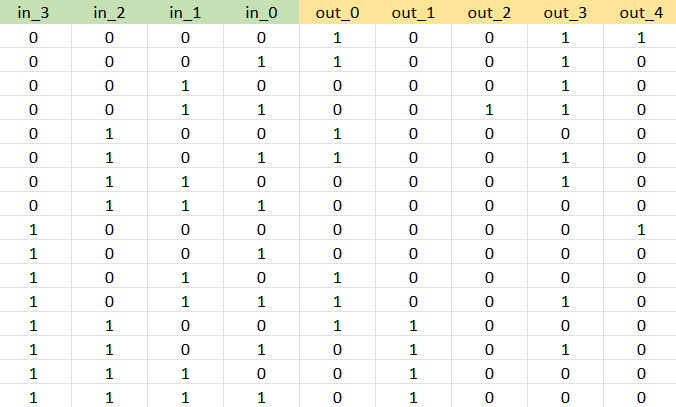 in_3 in_2 in_1 in_0 out_0 out_1 out_2 out_3 out_4
0 0 0 0 1 0 0 1 1
0 0 0 1 1 0 0 1 0
0 0 1 0 0 0 0 1 0
0 0 1 1 0 0 1 1 0
0 1 0 0 1 0 0 0 0
0 1 0 1 1 0 0 1 0
0 1 1 0 0 0 0 1 0
0 1 1 1 0 0 0 0 0
1 0 0 0 0 0 0 0 1
1 0 0 1 0 0 0 0 0
1 0 1 0 1 0 0 0 0
1 0 1 1 1 0 0 1 0
1 1 0 0 1 1 0 0 0
1 1 0 1 0 1 0 1 0
1 1 1 0 0 1 0 0 0
1 1 1 1 0 1 0 0 0